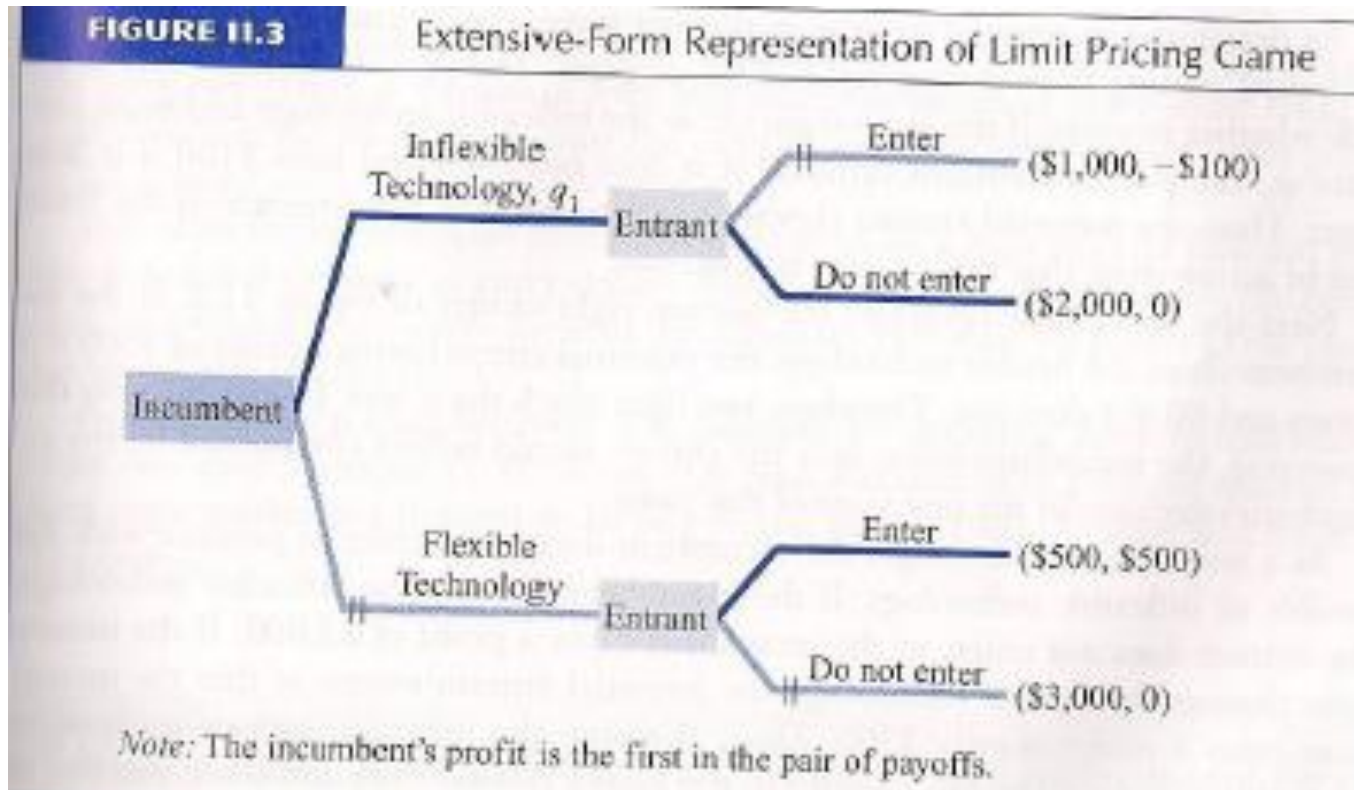 FIGURE 11.3
Extensive-Form Representation of Limit Pricing Game
Inflexible
Technology, q₁
Entrant
Enter
($1,000, –$100)
Do not enter
($2,000, 0)
Incumbent
Flexible
Technology
Entrant
Enter
($500, $500)
Do not enter
($3,000, 0)
Note: The incumbent's profit is the first in the pair of payoffs.